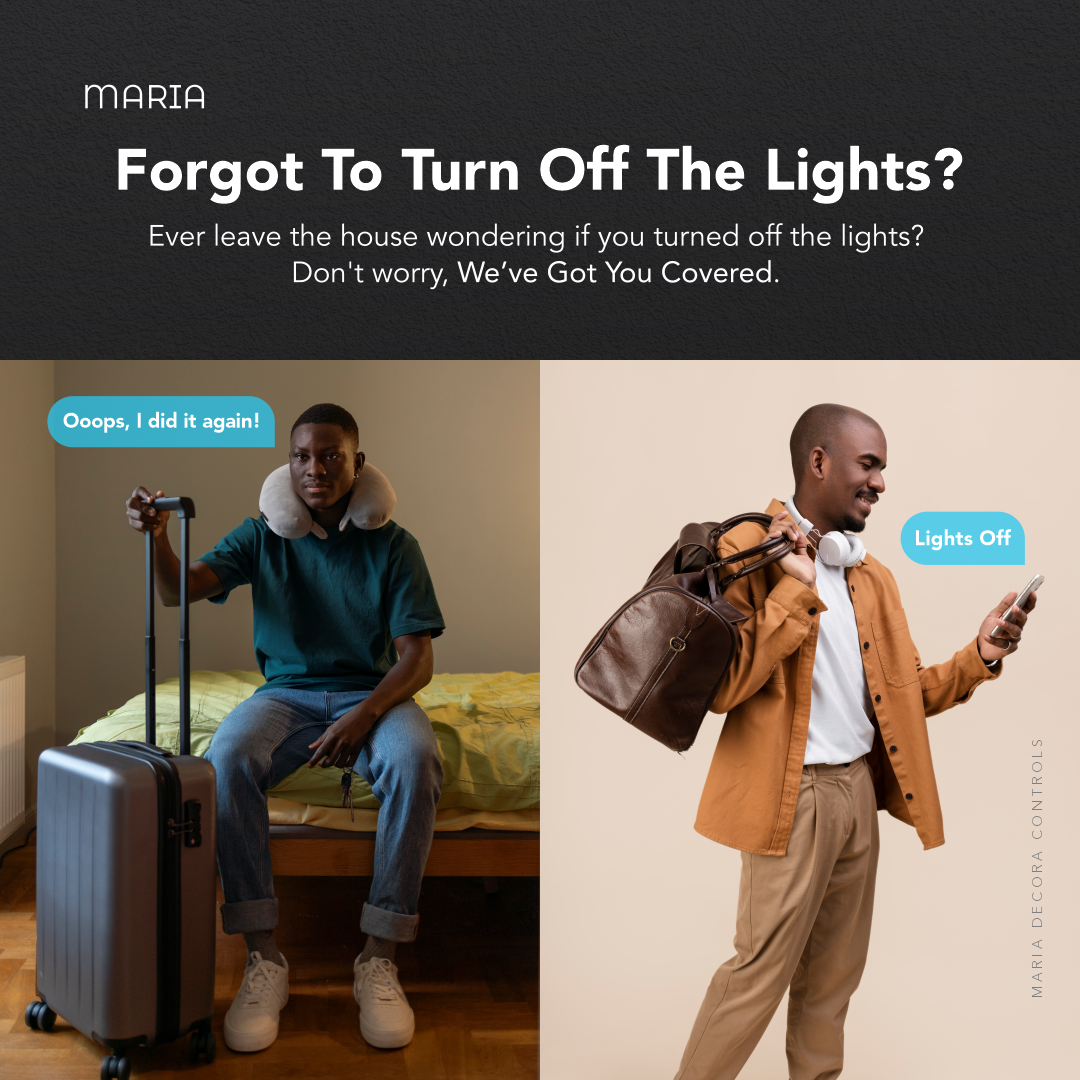 MARIA
Forgot To Turn Off The Lights?
Ever leave the house wondering if you turned off the lights?
Don't worry, We’ve Got You Covered.
Ooops, I did it again!
Lights Off
MARIA DECORA CONTROLS